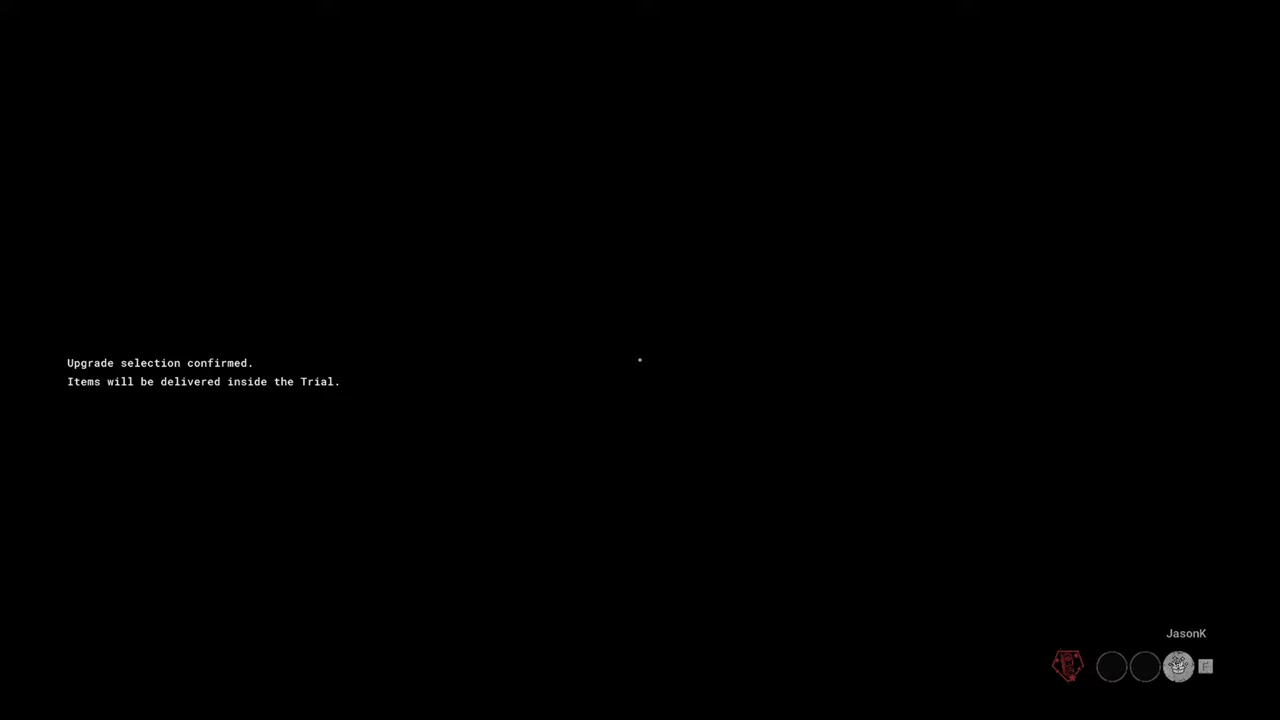 Upgrade selection confirmed.
Items will be delivered inside the Trial.
JasonK
F